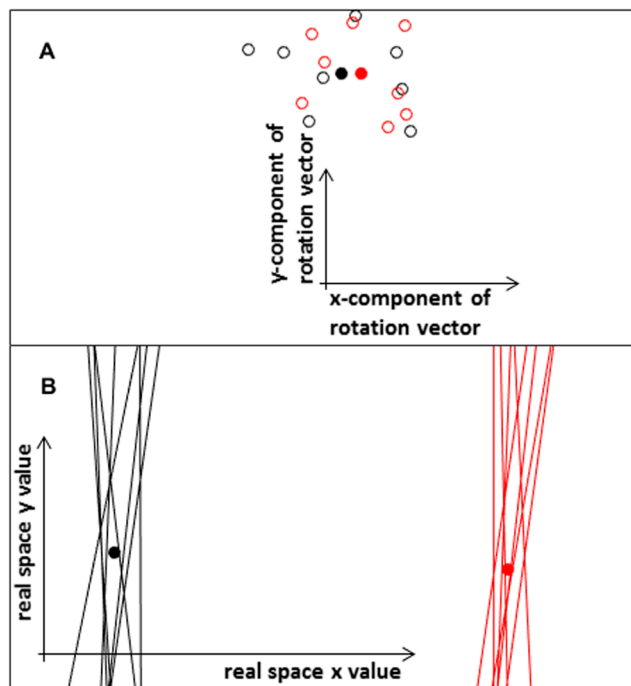 A
y-component of
rotation vector
x-component of
rotation vector
B
real space y value
real space x value